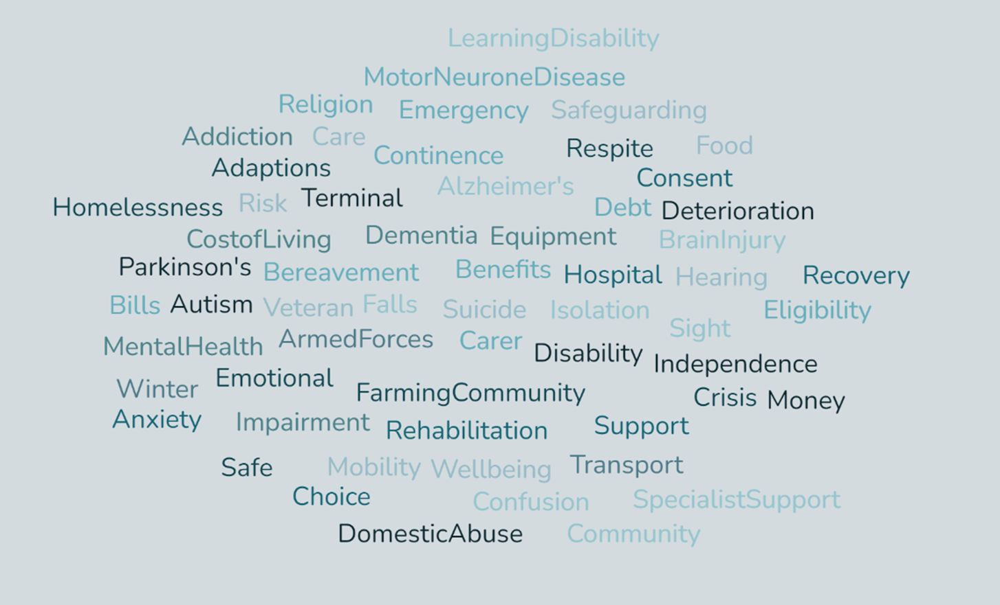 LearningDisability
MotorNeuroneDisease
Religion Emergency Safeguarding
Addiction Care Continence Respite Food
Adaptions Alzheimer's Consent
Homelessness Risk Terminal Debt Deterioration
CostofLiving Dementia Equipment BrainInjury
Parkinson's Bereavement Benefits Hospital Hearing Recovery
Bills Autism Veteran Falls Suicide Isolation Sight Eligibility
MentalHealth ArmedForces Carer Disability Independence
Winter Emotional FarmingCommunity Crisis Money
Anxiety Impairment Rehabilitation Support
Safe Mobility Wellbeing Transport
Choice Confusion SpecialistSupport
DomesticAbuse Community